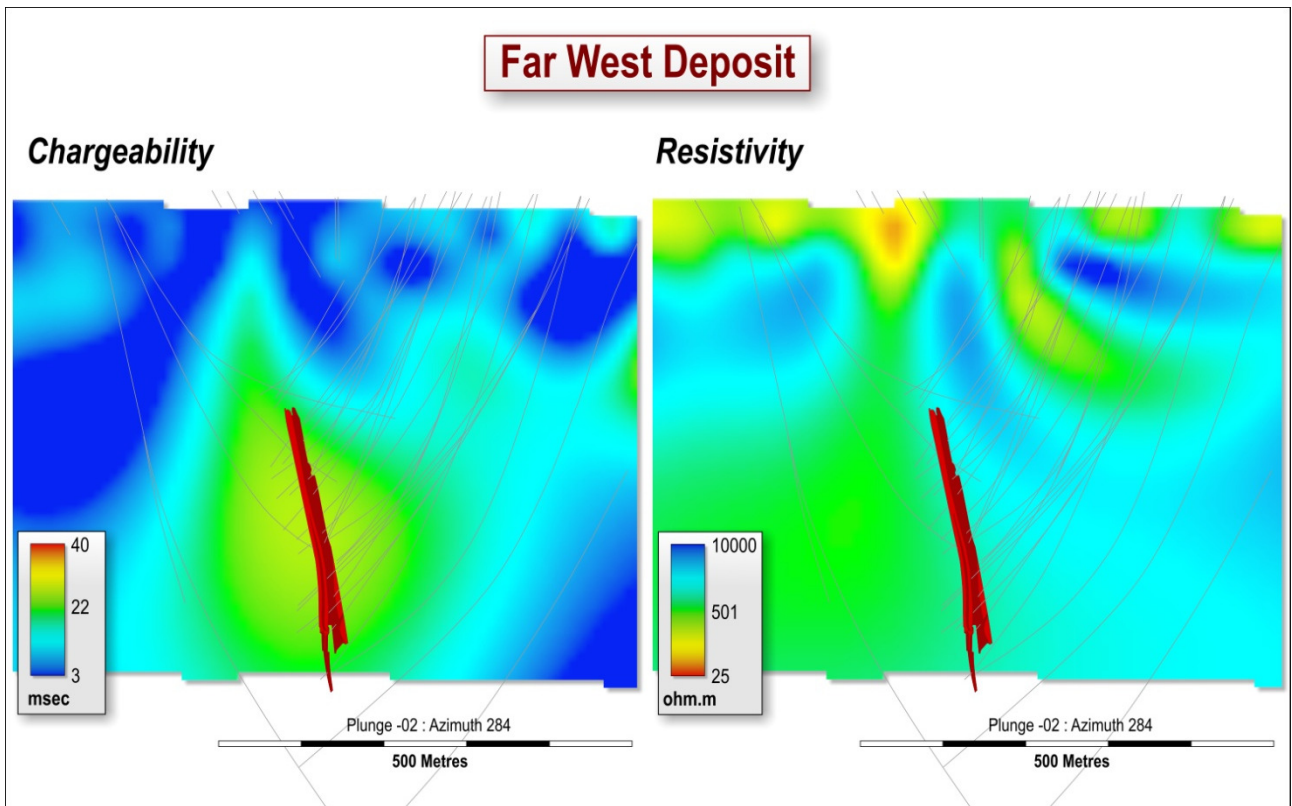 Far West Deposit
Chargeability
Resistivity
40
22
3
msec
10000
501
25
ohm.m
Plunge -02 : Azimuth 284
500 Metres
Plunge -02 : Azimuth 284
500 Metres